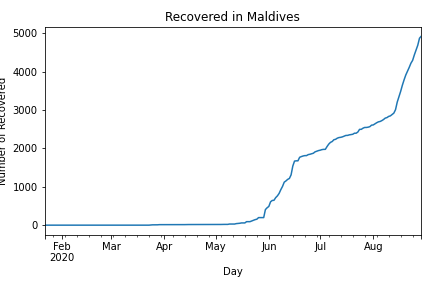 Recovered in Maldives
Number of Recovered
5000
4000
3000
2000
1000
0
Feb
2020
Mar
Apr
May
Jun
Jul
Aug
Day